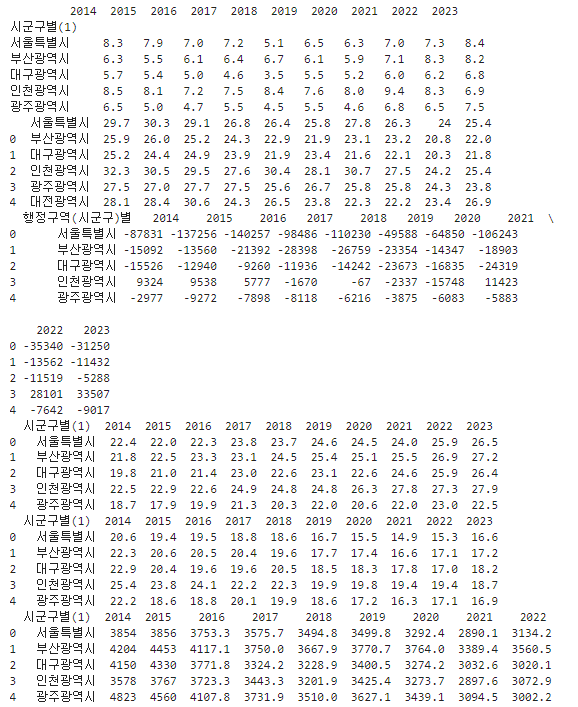 2014 2015 2016 2017 2018 2019 2020 2021 2022 2023
시군구별(1)
서울특별시 8.3 7.9 7.0 7.2 5.1 6.5 6.3 7.0 7.3 8.4
부산광역시 6.3 5.5 6.1 6.4 6.7 6.1 5.9 7.1 8.3 8.2
대구광역시 5.7 5.4 5.0 4.6 3.5 5.5 5.2 6.0 6.2 6.8
인천광역시 8.5 8.1 7.2 7.5 8.4 7.6 8.0 9.4 8.3 6.9
광주광역시 6.5 5.0 4.7 5.5 4.5 5.5 4.6 6.8 6.5 7.5
서울특별시 29.7 30.3 29.1 26.8 26.4 25.8 27.8 26.3 24 25.4
0 부산광역시 25.9 26.0 25.2 24.3 22.9 21.9 23.1 23.2 20.8 22.0
1 대구광역시 25.2 24.4 24.9 23.9 21.9 23.4 21.6 22.1 20.3 21.8
2 인천광역시 32.3 30.5 29.5 27.6 30.4 28.1 30.7 27.5 24.2 25.4
3 광주광역시 27.5 27.0 27.7 27.5 25.6 26.7 25.8 25.8 24.3 23.8
4 대전광역시 28.1 28.4 30.6 24.3 26.5 23.8 22.3 22.2 23.4 26.9
행정구역(시군구)별 2014 2015 2016 2017 2018 2019 2020 2021 \
0 서울특별시 -87831 -137256 -140257 -98486 -110230 -49588 -64850 -106243
1 부산광역시 -15092 -13560 -21392 -28398 -26759 -23354 -14347 -18903
2 대구광역시 -15526 -12940 -9260 -11936 -14242 -23673 -16835 -24319
3 인천광역시 9324 9538 5777 -1670 -67 -2337 -15748 11423
4 광주광역시 -2977 -9272 -7898 -8118 -6216 -3875 -6083 -5883
2022 2023
0 -35340 -31250
1 -13562 -11432
2 -11519 -5288
3 28101 33507
4 -7642 -9017
시군구별(1) 2014 2015 2016 2017 2018 2019 2020 2021 2022 2023
0 서울특별시 22.4 22.0 22.3 23.8 23.7 24.6 24.5 24.0 25.9 26.5
1 부산광역시 21.8 22.5 23.3 23.1 24.5 25.4 25.1 25.5 26.9 27.2
2 대구광역시 19.8 21.0 21.4 23.0 22.6 23.1 22.6 24.6 25.9 26.4
3 인천광역시 22.5 22.9 22.6 24.9 24.8 24.8 26.3 27.8 27.3 27.9
4 광주광역시 18.7 17.9 19.9 21.3 20.3 22.0 20.6 22.0 23.0 22.5
시군구별(1) 2014 2015 2016 2017 2018 2019 2020 2021 2022 2023
0 서울특별시 20.6 19.4 19.5 18.8 18.6 16.7 15.5 14.9 15.3 16.6
1 부산광역시 22.3 20.6 20.5 20.4 19.6 17.7 17.4 16.6 17.1 17.2
2 대구광역시 22.9 20.4 19.6 19.6 20.5 18.5 18.3 17.8 17.0 18.2
3 인천광역시 25.4 23.8 24.1 22.2 22.3 19.9 19.8 19.4 19.4 18.7
4 광주광역시 22.2 18.6 18.8 20.1 19.9 18.6 17.2 16.3 17.1 16.9
시군구별(1) 2014 2015 2016 2017 2018 2019 2020 2021 2022
0 서울특별시 3854 3856 3753.3 3575.7 3494.8 3499.8 3292.4 2890.1 3134.2
1 부산광역시 4204 4453 4117.1 3750.0 3667.9 3770.7 3764.0 3389.4 3560.5
2 대구광역시 4150 4330 3771.8 3324.2 3228.9 3400.5 3274.2 3032.6 3020.1
3 인천광역시 3578 3767 3723.3 3443.3 3201.9 3425.4 3273.7 2897.6 3072.9
4 광주광역시 4823 4560 4107.8 3731.9 3510.0 3627.1 3439.1 3094.5 3002.2